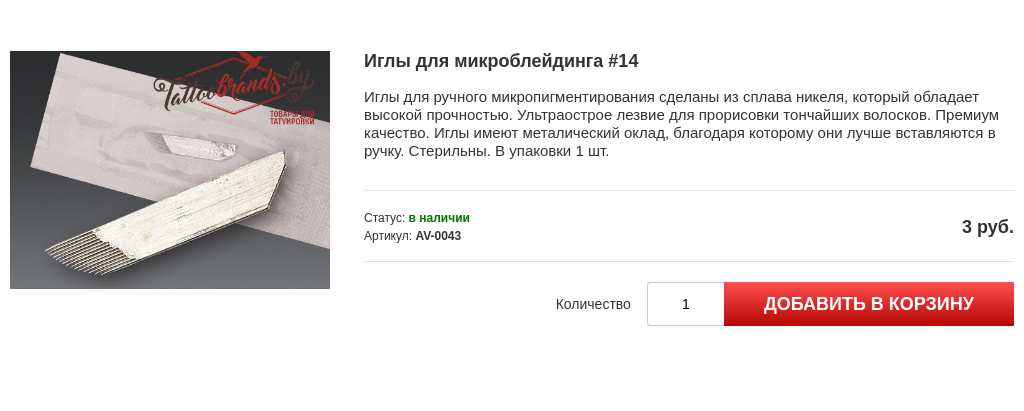 Tattoo brands.by
ТОВАРЫ ДЛЯ
ТАТУИРОВКИ
Иглы для микроблейдинга #14
Иглы для ручного микропигментирования сделаны из сплава никеля, который обладает
высокой прочностью. Ультраострое лезвие для прорисовки тончайших волосков. Премиум
качество. Иглы имеют металический оклад, благодаря которому они лучше вставляются в
ручку. Стерильны. В упаковки 1 шт.
Статус: в наличии
Артикул: AV-0043
3 руб.
Количество
1
ДОБАВИТЬ В КОРЗИНУ